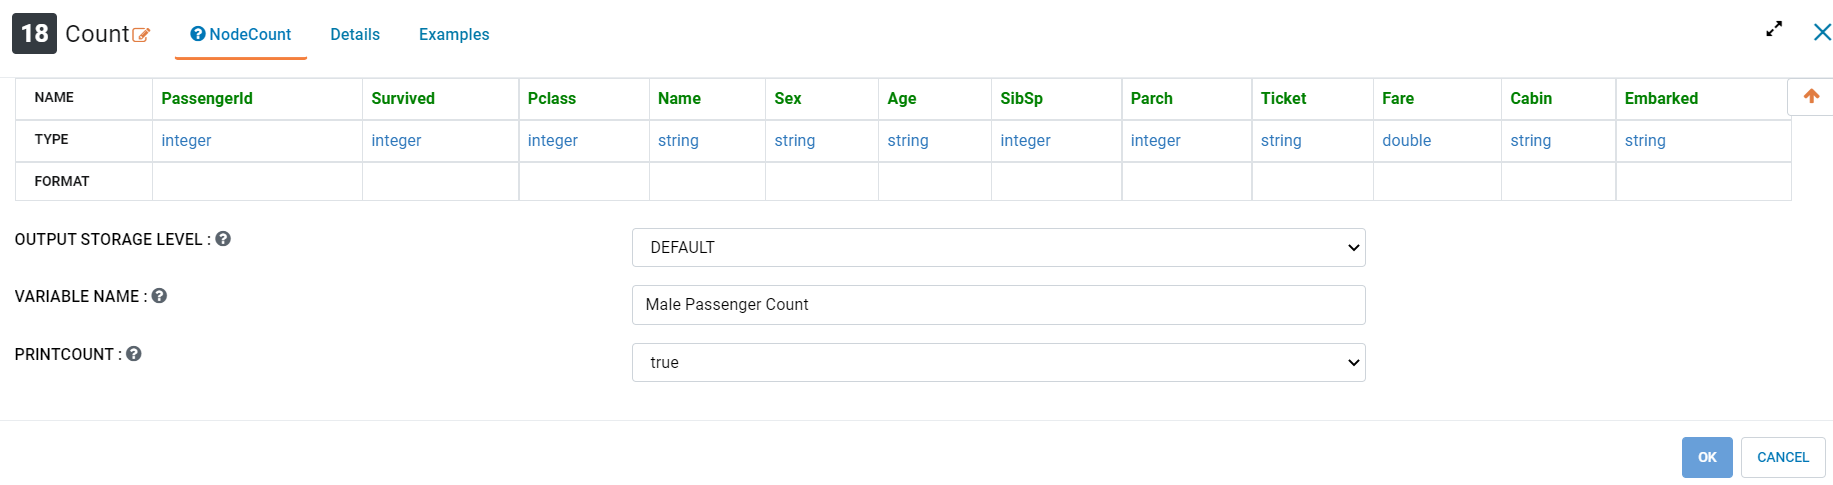 18 Count NodeCount Details Examples
NAME PassengerId Survived Pclass Name Sex Age SibSp Parch Ticket Fare Cabin Embarked
TYPE integer integer integer string string string integer integer string double string string
FORMAT
OUTPUT STORAGE LEVEL : DEFAULT
VARIABLE NAME : Male Passenger Count
PRINTCOUNT : true
OK CANCEL